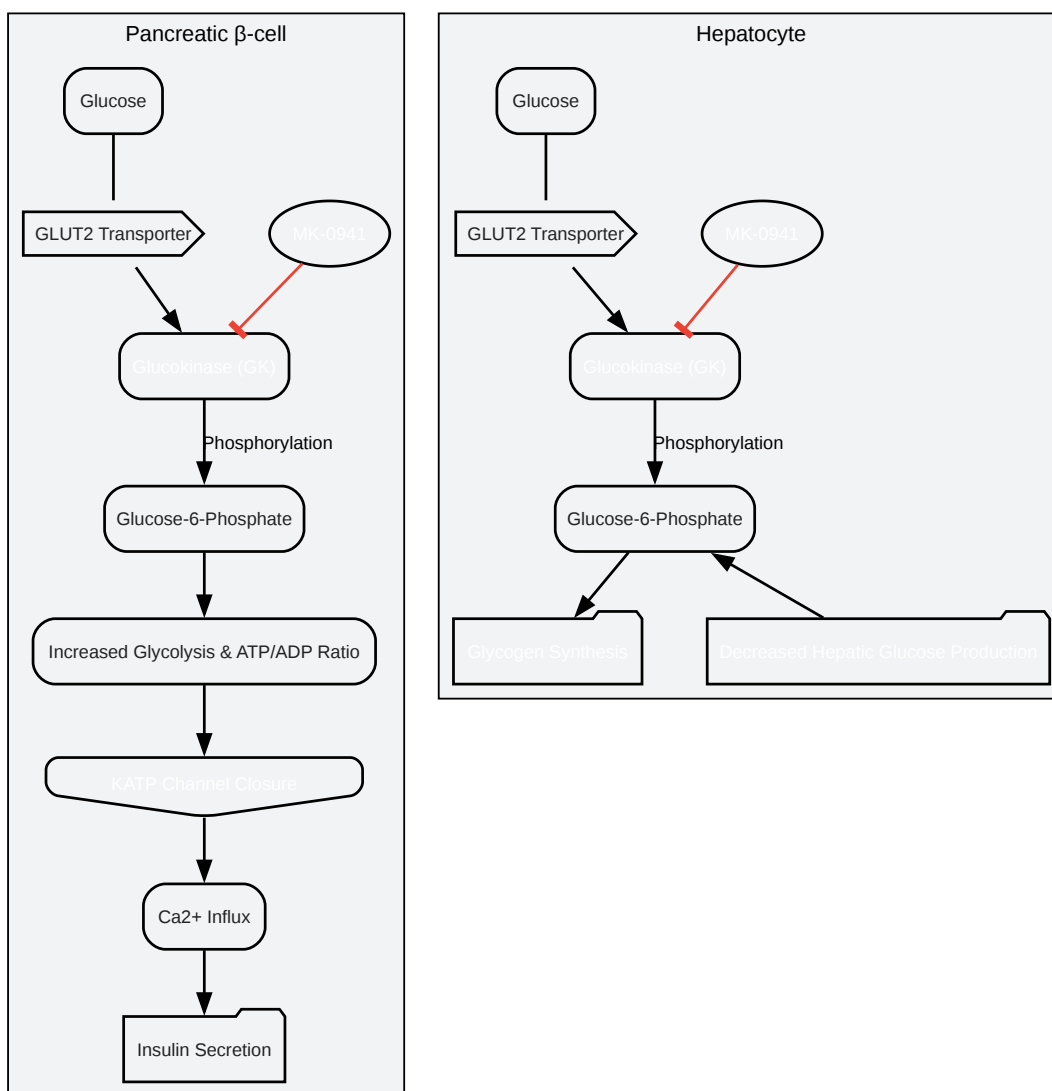 Pancreatic β-cell
Glucose
GLUT2 Transporter
MK-0941
Glucokinase (GK)
Phosphorylation
Glucose-6-Phosphate
Increased Glycolysis & ATP/ADP Ratio
KATP Channel Closure
Ca2+ Influx
Insulin Secretion
Hepatocyte
Glucose
GLUT2 Transporter
MK-0941
Glucokinase (GK)
Phosphorylation
Glucose-6-Phosphate
Glycogen Synthesis
Decreased Hepatic Glucose Production